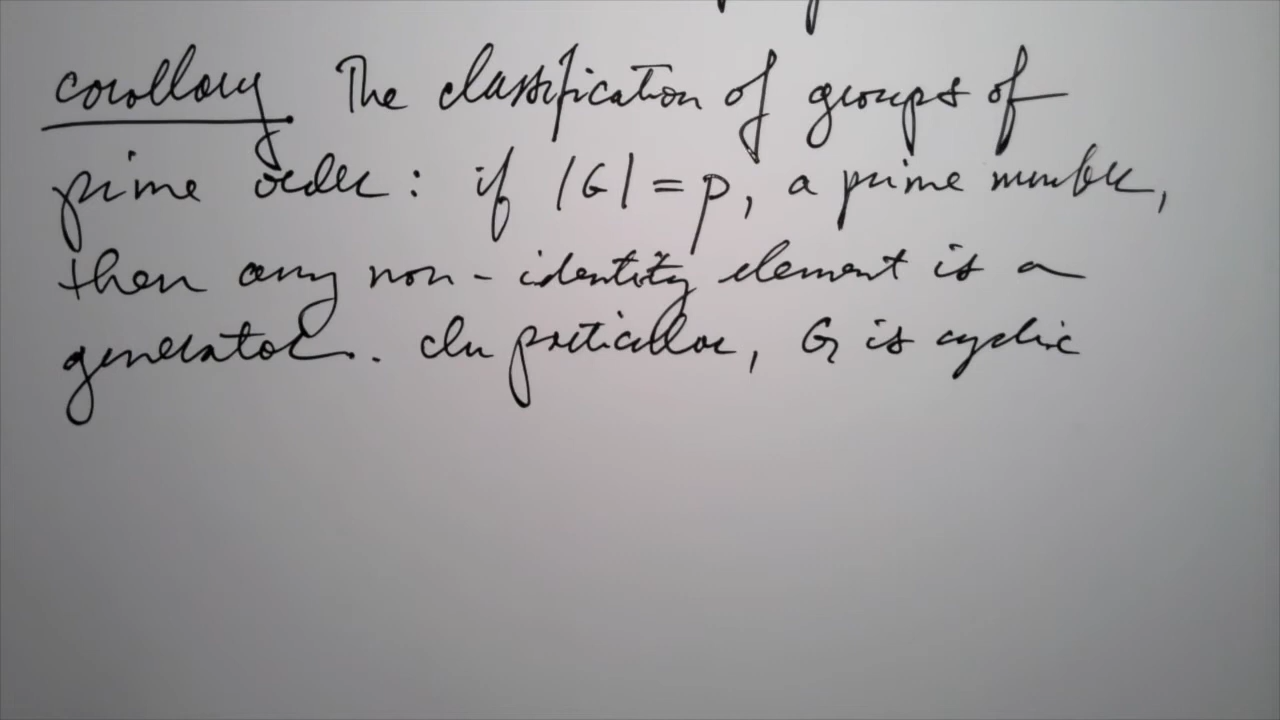 corollary The classification of groups of
prime order: if |G| = p, a prime number,
then any non-identity element is a
generator. In particular, G is cyclic